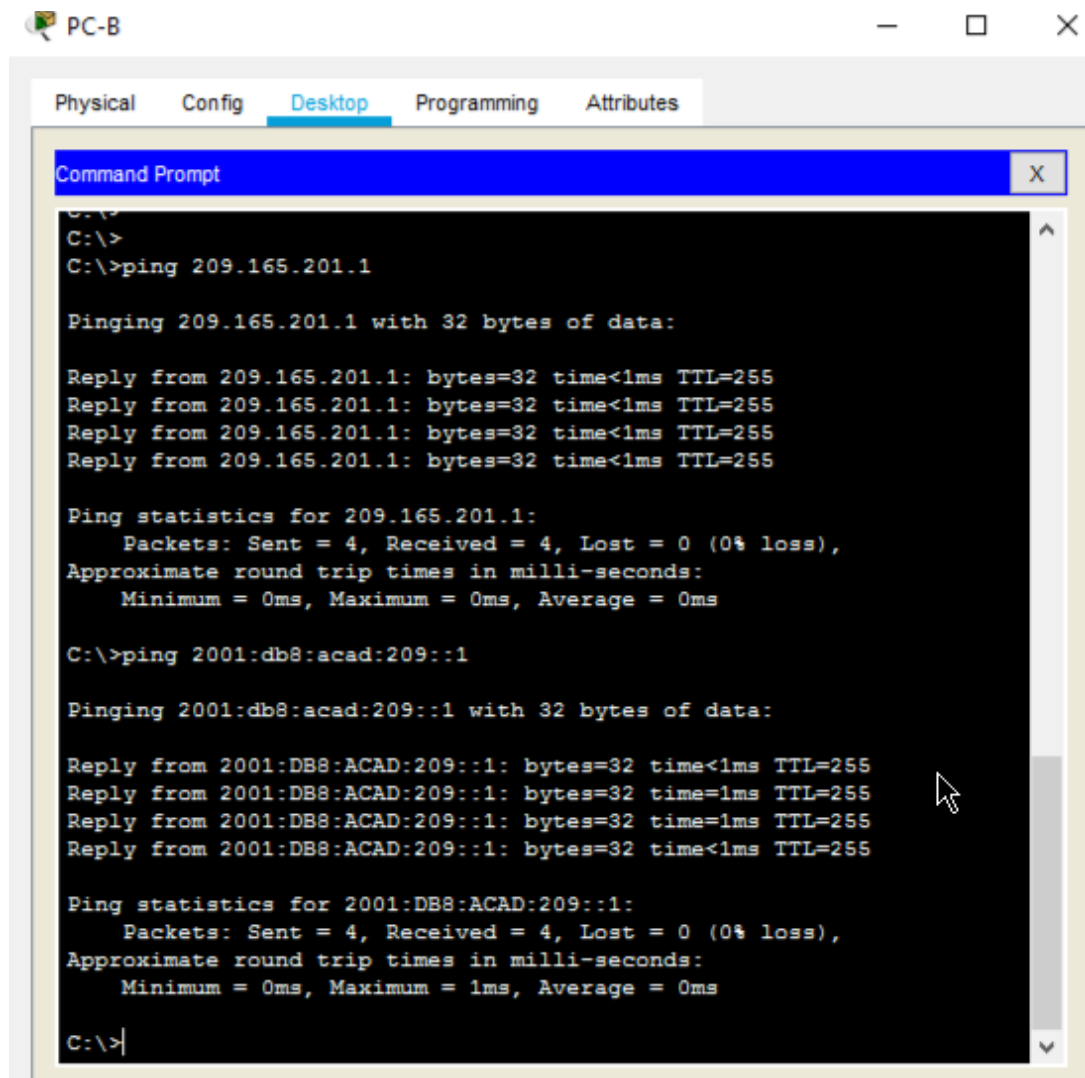 PC-B
Physical Config Desktop Programming Attributes
Command Prompt X
C:\>
C:\>ping 209.165.201.1
Pinging 209.165.201.1 with 32 bytes of data:
Reply from 209.165.201.1: bytes=32 time<1ms TTL=255
Reply from 209.165.201.1: bytes=32 time<1ms TTL=255
Reply from 209.165.201.1: bytes=32 time<1ms TTL=255
Reply from 209.165.201.1: bytes=32 time<1ms TTL=255
Ping statistics for 209.165.201.1:
Packets: Sent = 4, Received = 4, Lost = 0 (0% loss),
Approximate round trip times in milli-seconds:
Minimum = 0ms, Maximum = 0ms, Average = 0ms
C:\>ping 2001:db8:acad:209::1
Pinging 2001:db8:acad:209::1 with 32 bytes of data:
Reply from 2001:DB8:ACAD:209::1: bytes=32 time<1ms TTL=255
Reply from 2001:DB8:ACAD:209::1: bytes=32 time=1ms TTL=255
Reply from 2001:DB8:ACAD:209::1: bytes=32 time=1ms TTL=255
Reply from 2001:DB8:ACAD:209::1: bytes=32 time<1ms TTL=255
Ping statistics for 2001:DB8:ACAD:209::1:
Packets: Sent = 4, Received = 4, Lost = 0 (0% loss),
Approximate round trip times in milli-seconds:
Minimum = 0ms, Maximum = 1ms, Average = 0ms
C:\>